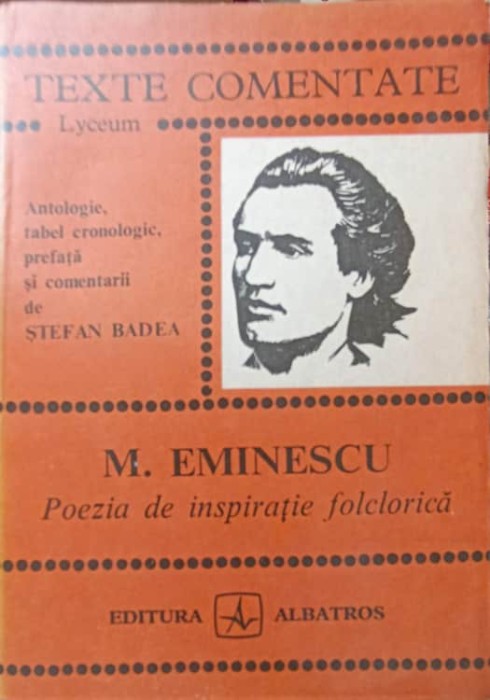 TEXTE COMENTATE
Lyceum
Antologie,
tabel cronologic,
prefață
și comentarii
de
ȘTEFAN BADEA
M. EMINESCU
Poezia de inspirație folclorică
EDITURA ALBATROS